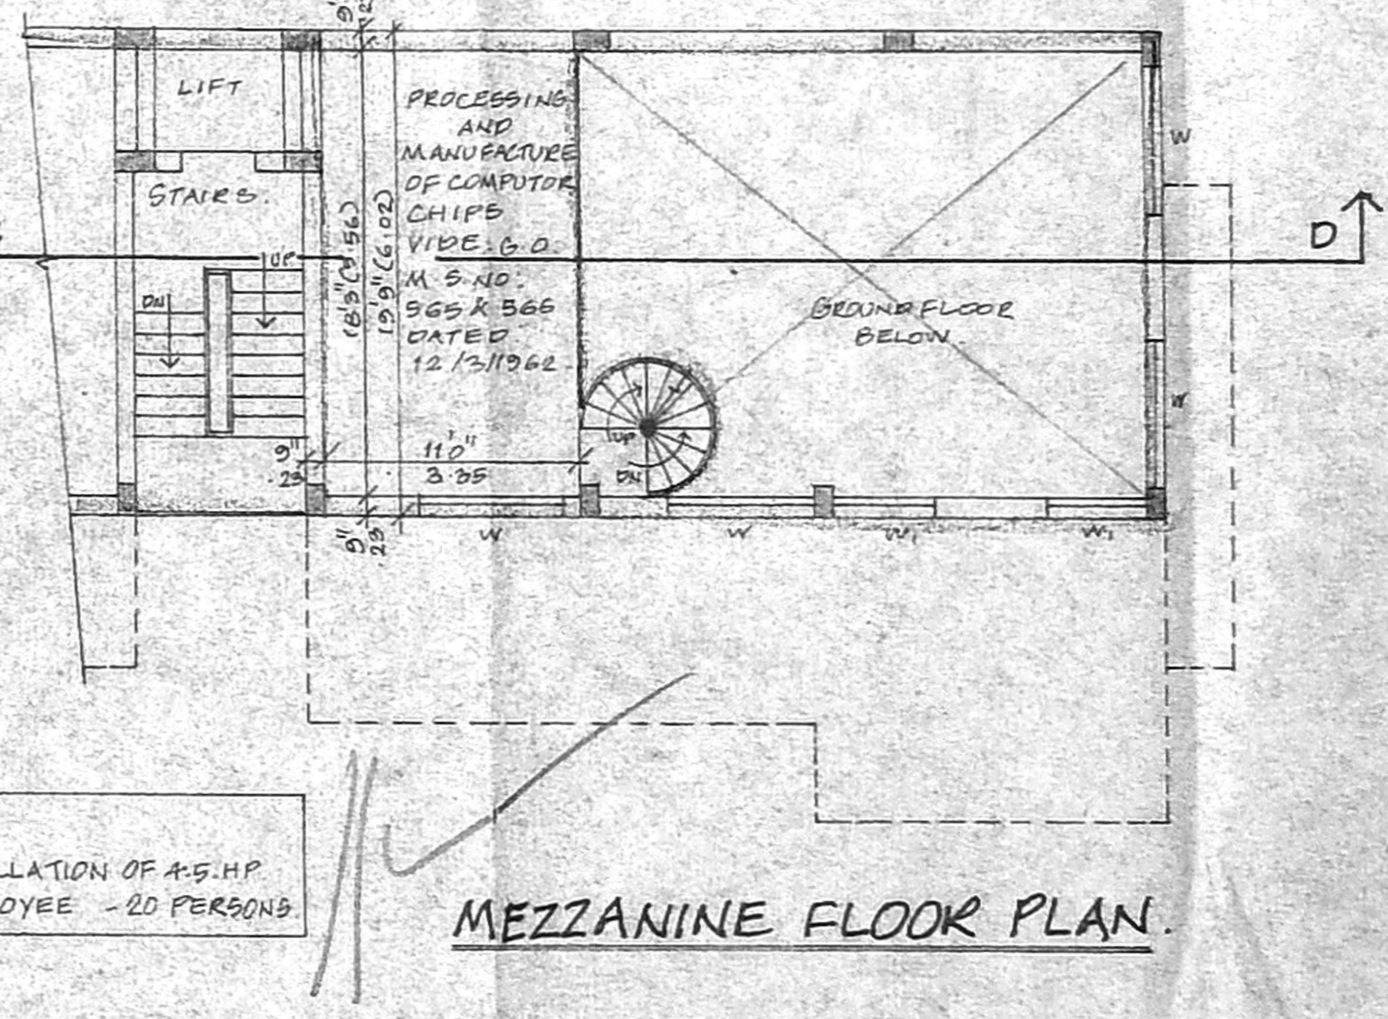 9"
LIFT
PROCESSING
AND
MANUFACTURE
OF COMPUTOR
CHIPS
VIDE. G.O.
M.S. NO:
565 & 566
DATED
12/3/1962.
STAIRS.
UP
DN
18'3" (5.56)
19'9" (6.02)
W
D
GROUND FLOOR
BELOW.
W
UP
DN
9"
.23
11'0"
3.35
9"
.23
W
W
W1
W1
LLATION OF 4.5.HP
OYEE - 20 PERSONS
MEZZANINE FLOOR PLAN.